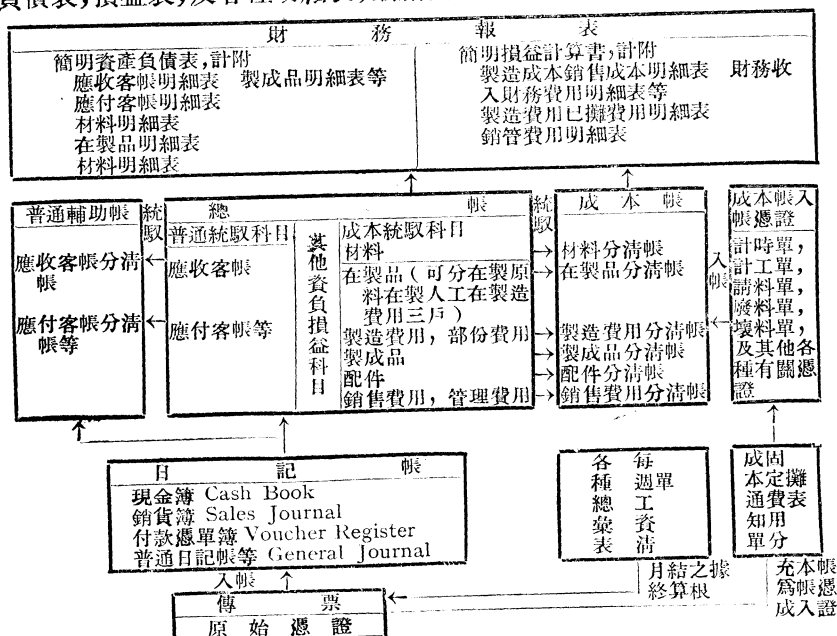 財務報表
簡明資產負債表,計附
應收客帳明細表 製成品明細表等
應付客帳明細表
材料明細表
在製品明細表
材料明細表
簡明損益計算書,計附
製造成本銷售成本明細表 財務收
入財務費用明細表等
製造費用已攤費用明細表
銷管費用明細表
普通輔助帳
應收客帳分清
帳
應付客帳分清
帳等
統馭
總帳
普通統馭科目
應收客帳
應付客帳等
其他資負損益科目
成本統馭科目
材料
在製品(可分在製原
料在製人工在製造
費用三戶)
製造費用,部份費用
製成品
配件
銷售費用,管理費用
統馭
成本帳
材料分清帳
在製品分清帳
製造費用分清帳
製成品分清帳
配件分清帳
銷售費用分清帳
入帳
成本帳入
帳憑證
計時單,
計工單,
請料單,
廢料單,
壞料單,
及其他各
種有關憑
證
日記帳
現金簿 Cash Book
銷貨簿 Sales Journal
付款憑單簿 Voucher Register
普通日記帳等 General Journal
入帳
傳票
原始憑證
每週工資清單
各種總彙表
固定費用分攤表
成本通知單
月終結算之根據
充為成本帳入帳憑證